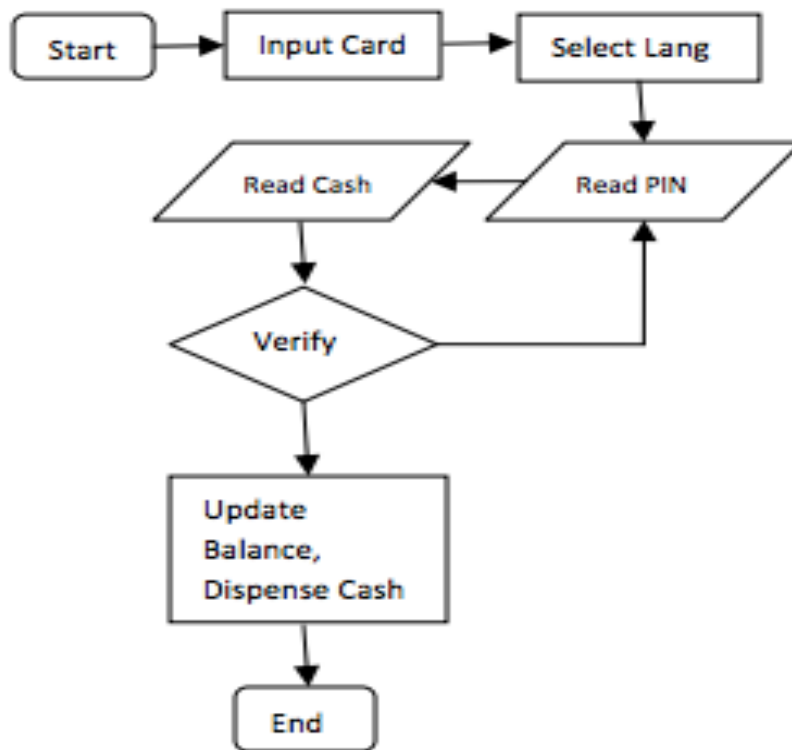 Start
Input Card
Select Lang
Read PIN
Read Cash
Verify
Update
Balance,
Dispense Cash
End